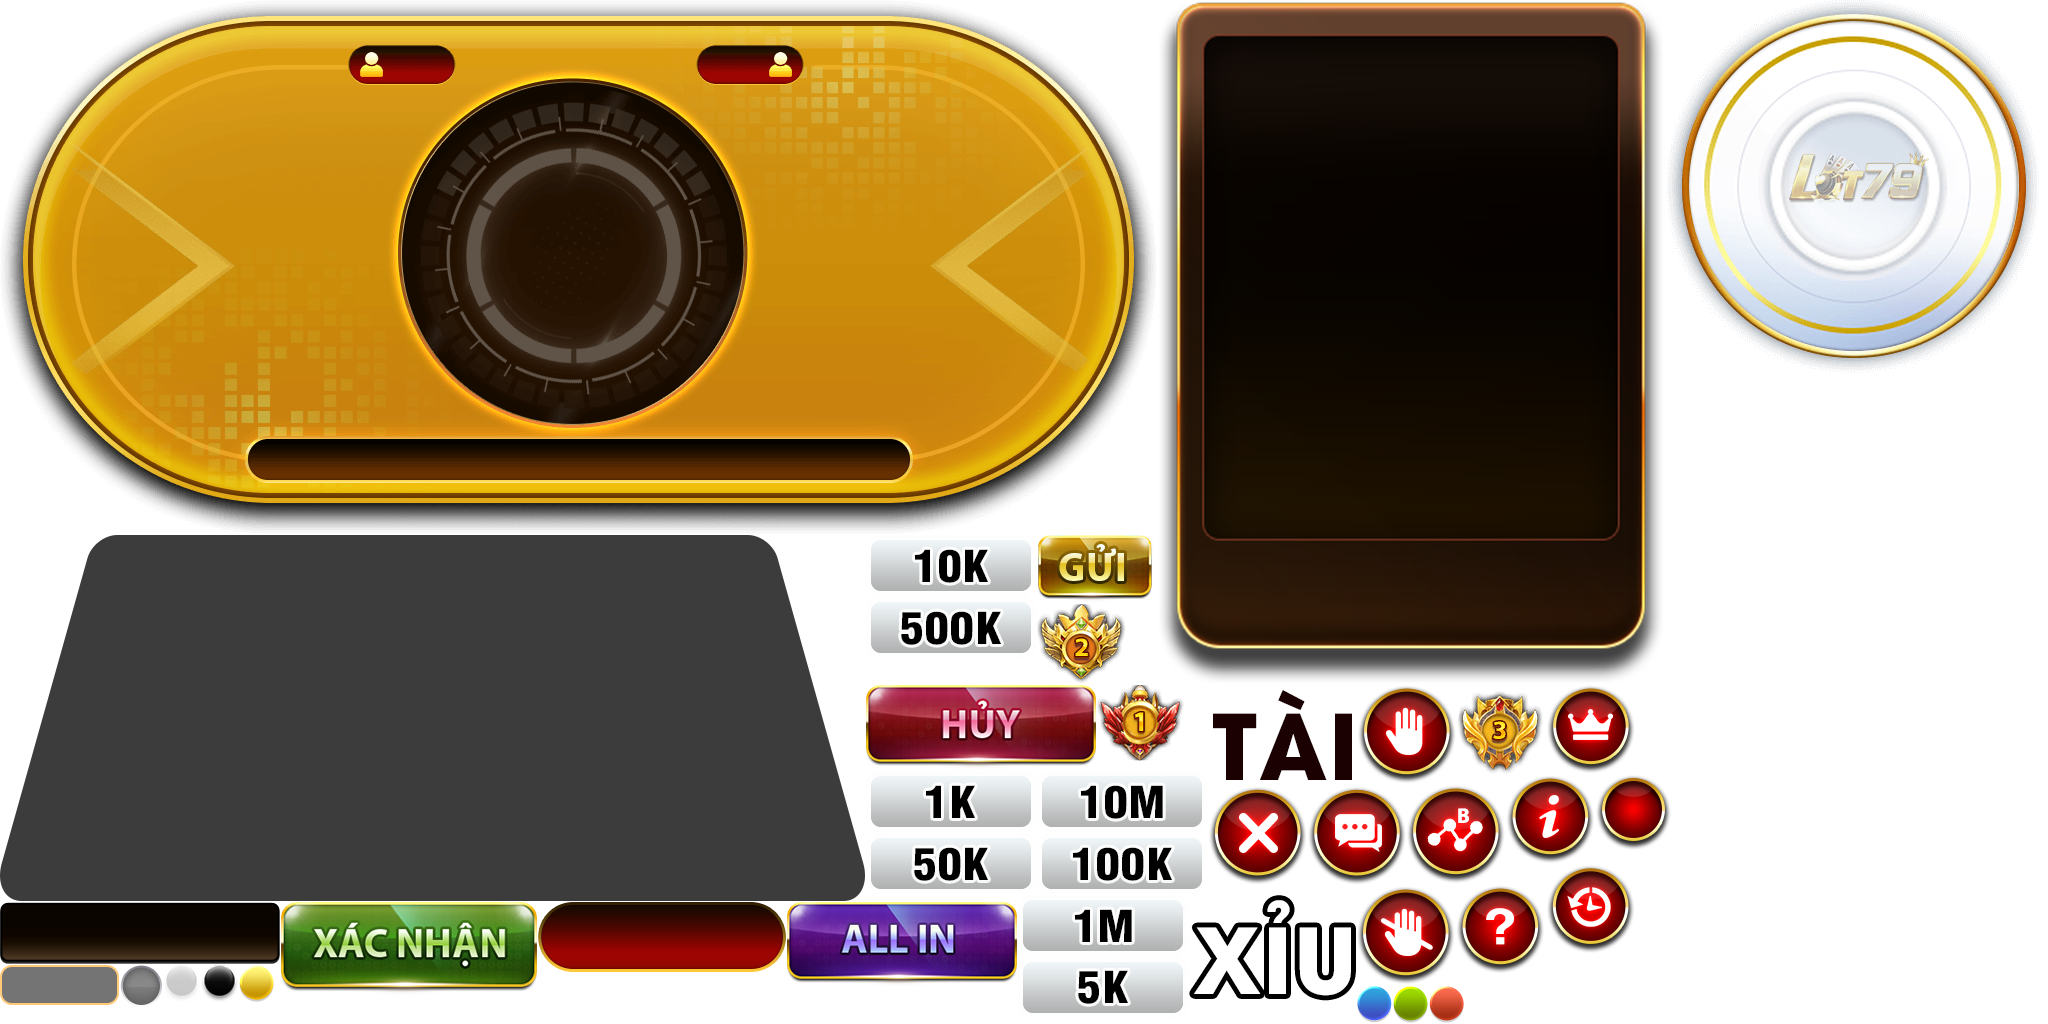 Lot79
10K
GỬI
500K
2
HỦY
1
TÀI
3
1K
10M
B
i
50K
100K
XÁC NHẬN
ALL IN
1M
XỈU
?
5K